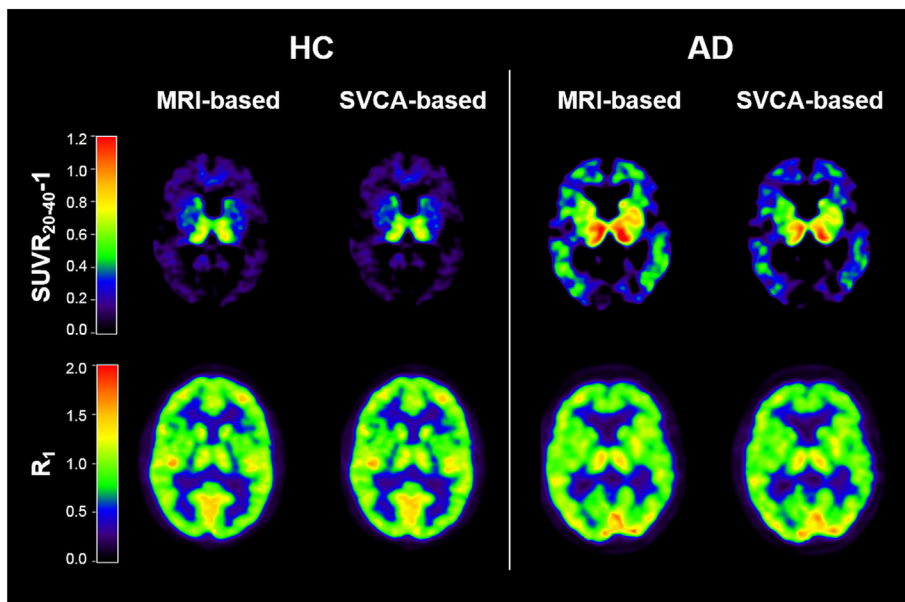 HC
AD
MRI-based
SVCA-based
MRI-based
SVCA-based
SUVR20-40-1
1.2
1.0
0.8
0.6
0.4
0.2
0.0
R1
2.0
1.5
1.0
0.5
0.0